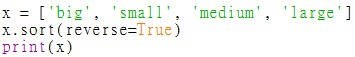 x = ['big', 'small', 'medium', 'large']
x.sort(reverse=True)
print(x)